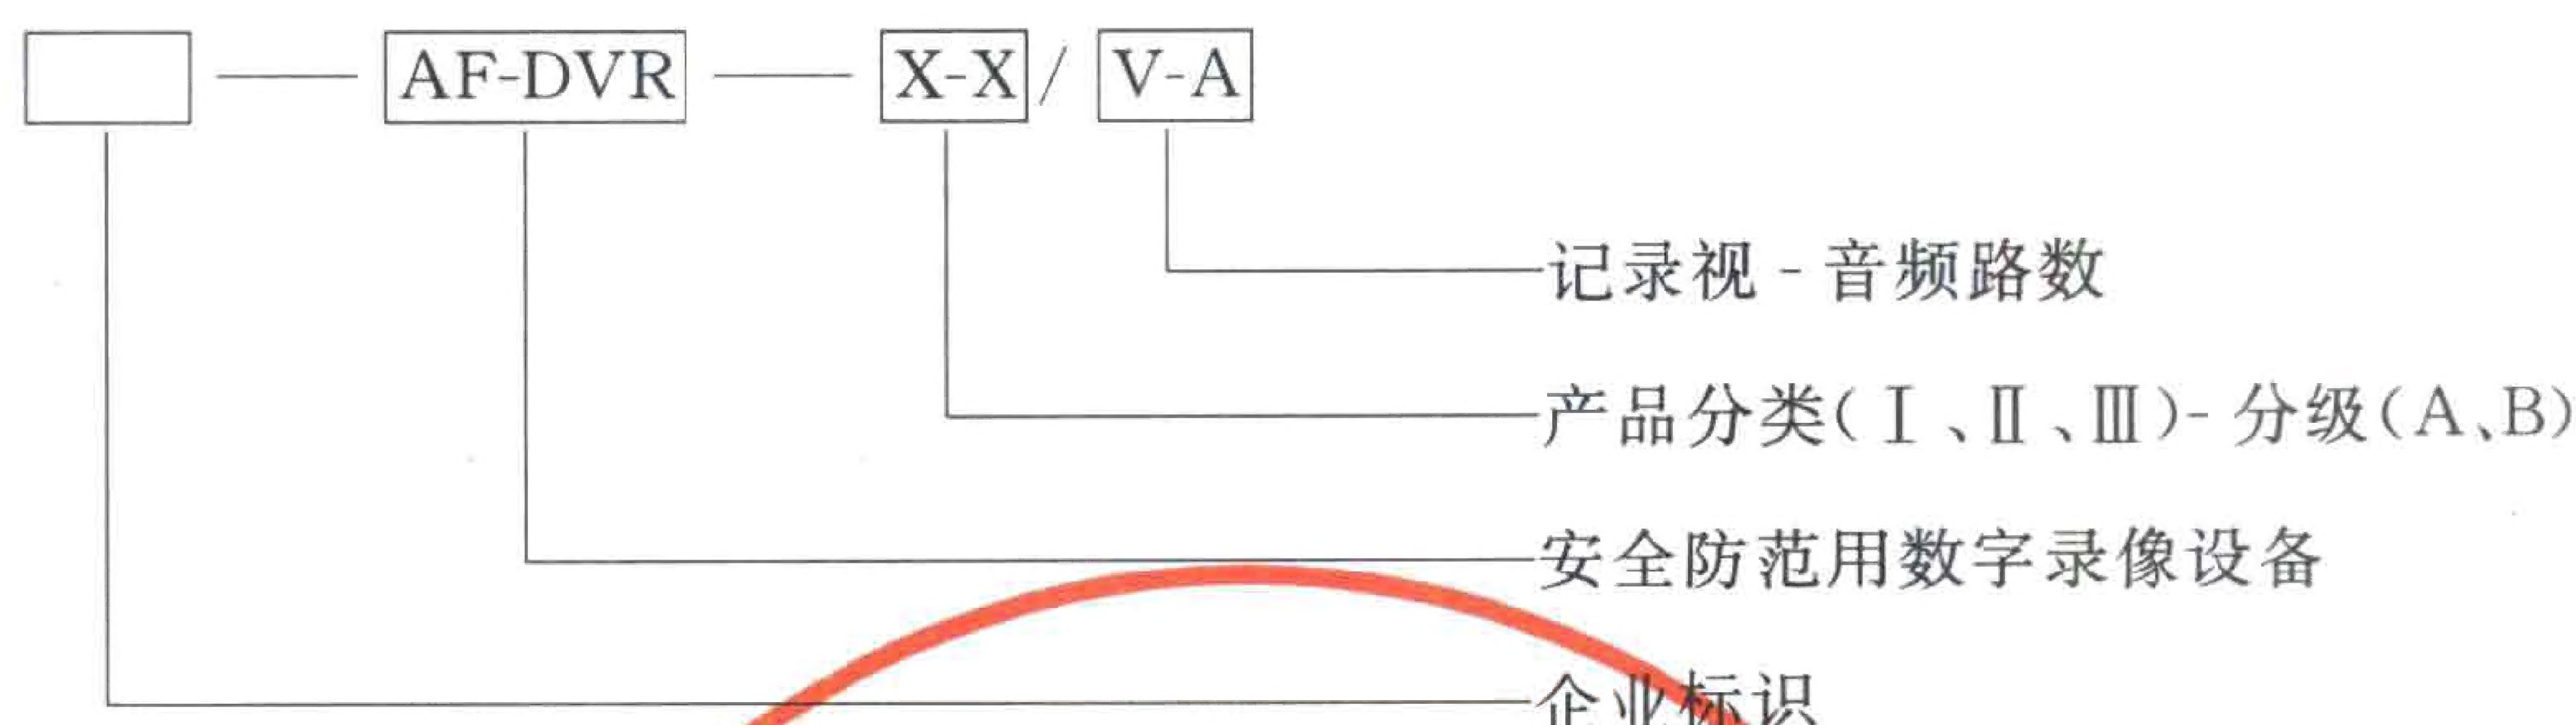 AF-DVR — X-X / V-A
记录视-音频路数
产品分类(Ⅰ、Ⅱ、Ⅲ)-分级(A、B)
安全防范用数字录像设备
企业标识